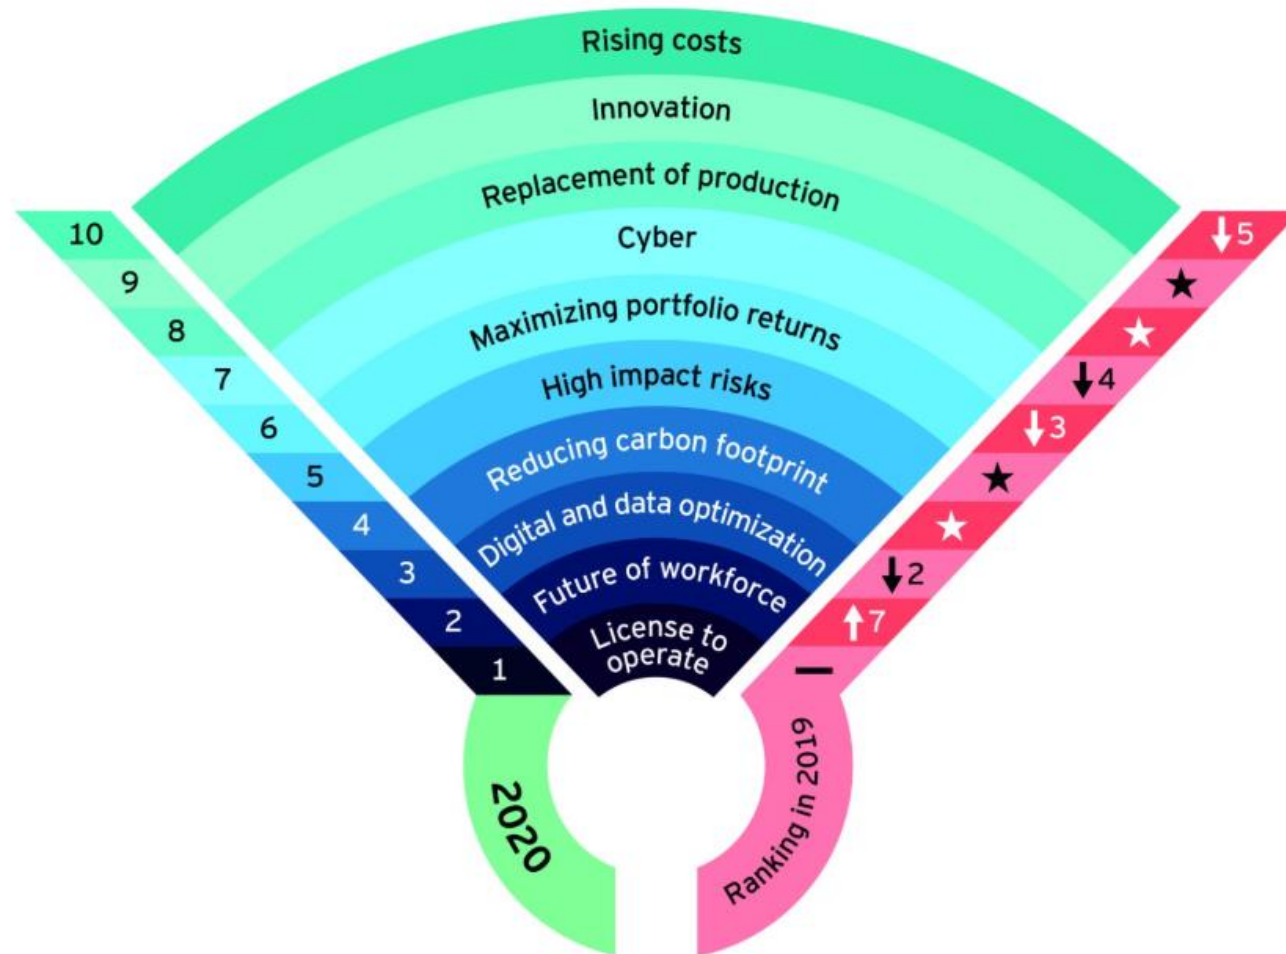 Rising costs
Innovation
Replacement of production
Cyber
Maximizing portfolio returns
High impact risks
Reducing carbon footprint
Digital and data optimization
Future of workforce
License to
operate
10
9
8
7
6
5
4
3
2
1
2020
5
4
3
2
7
Ranking in 2019